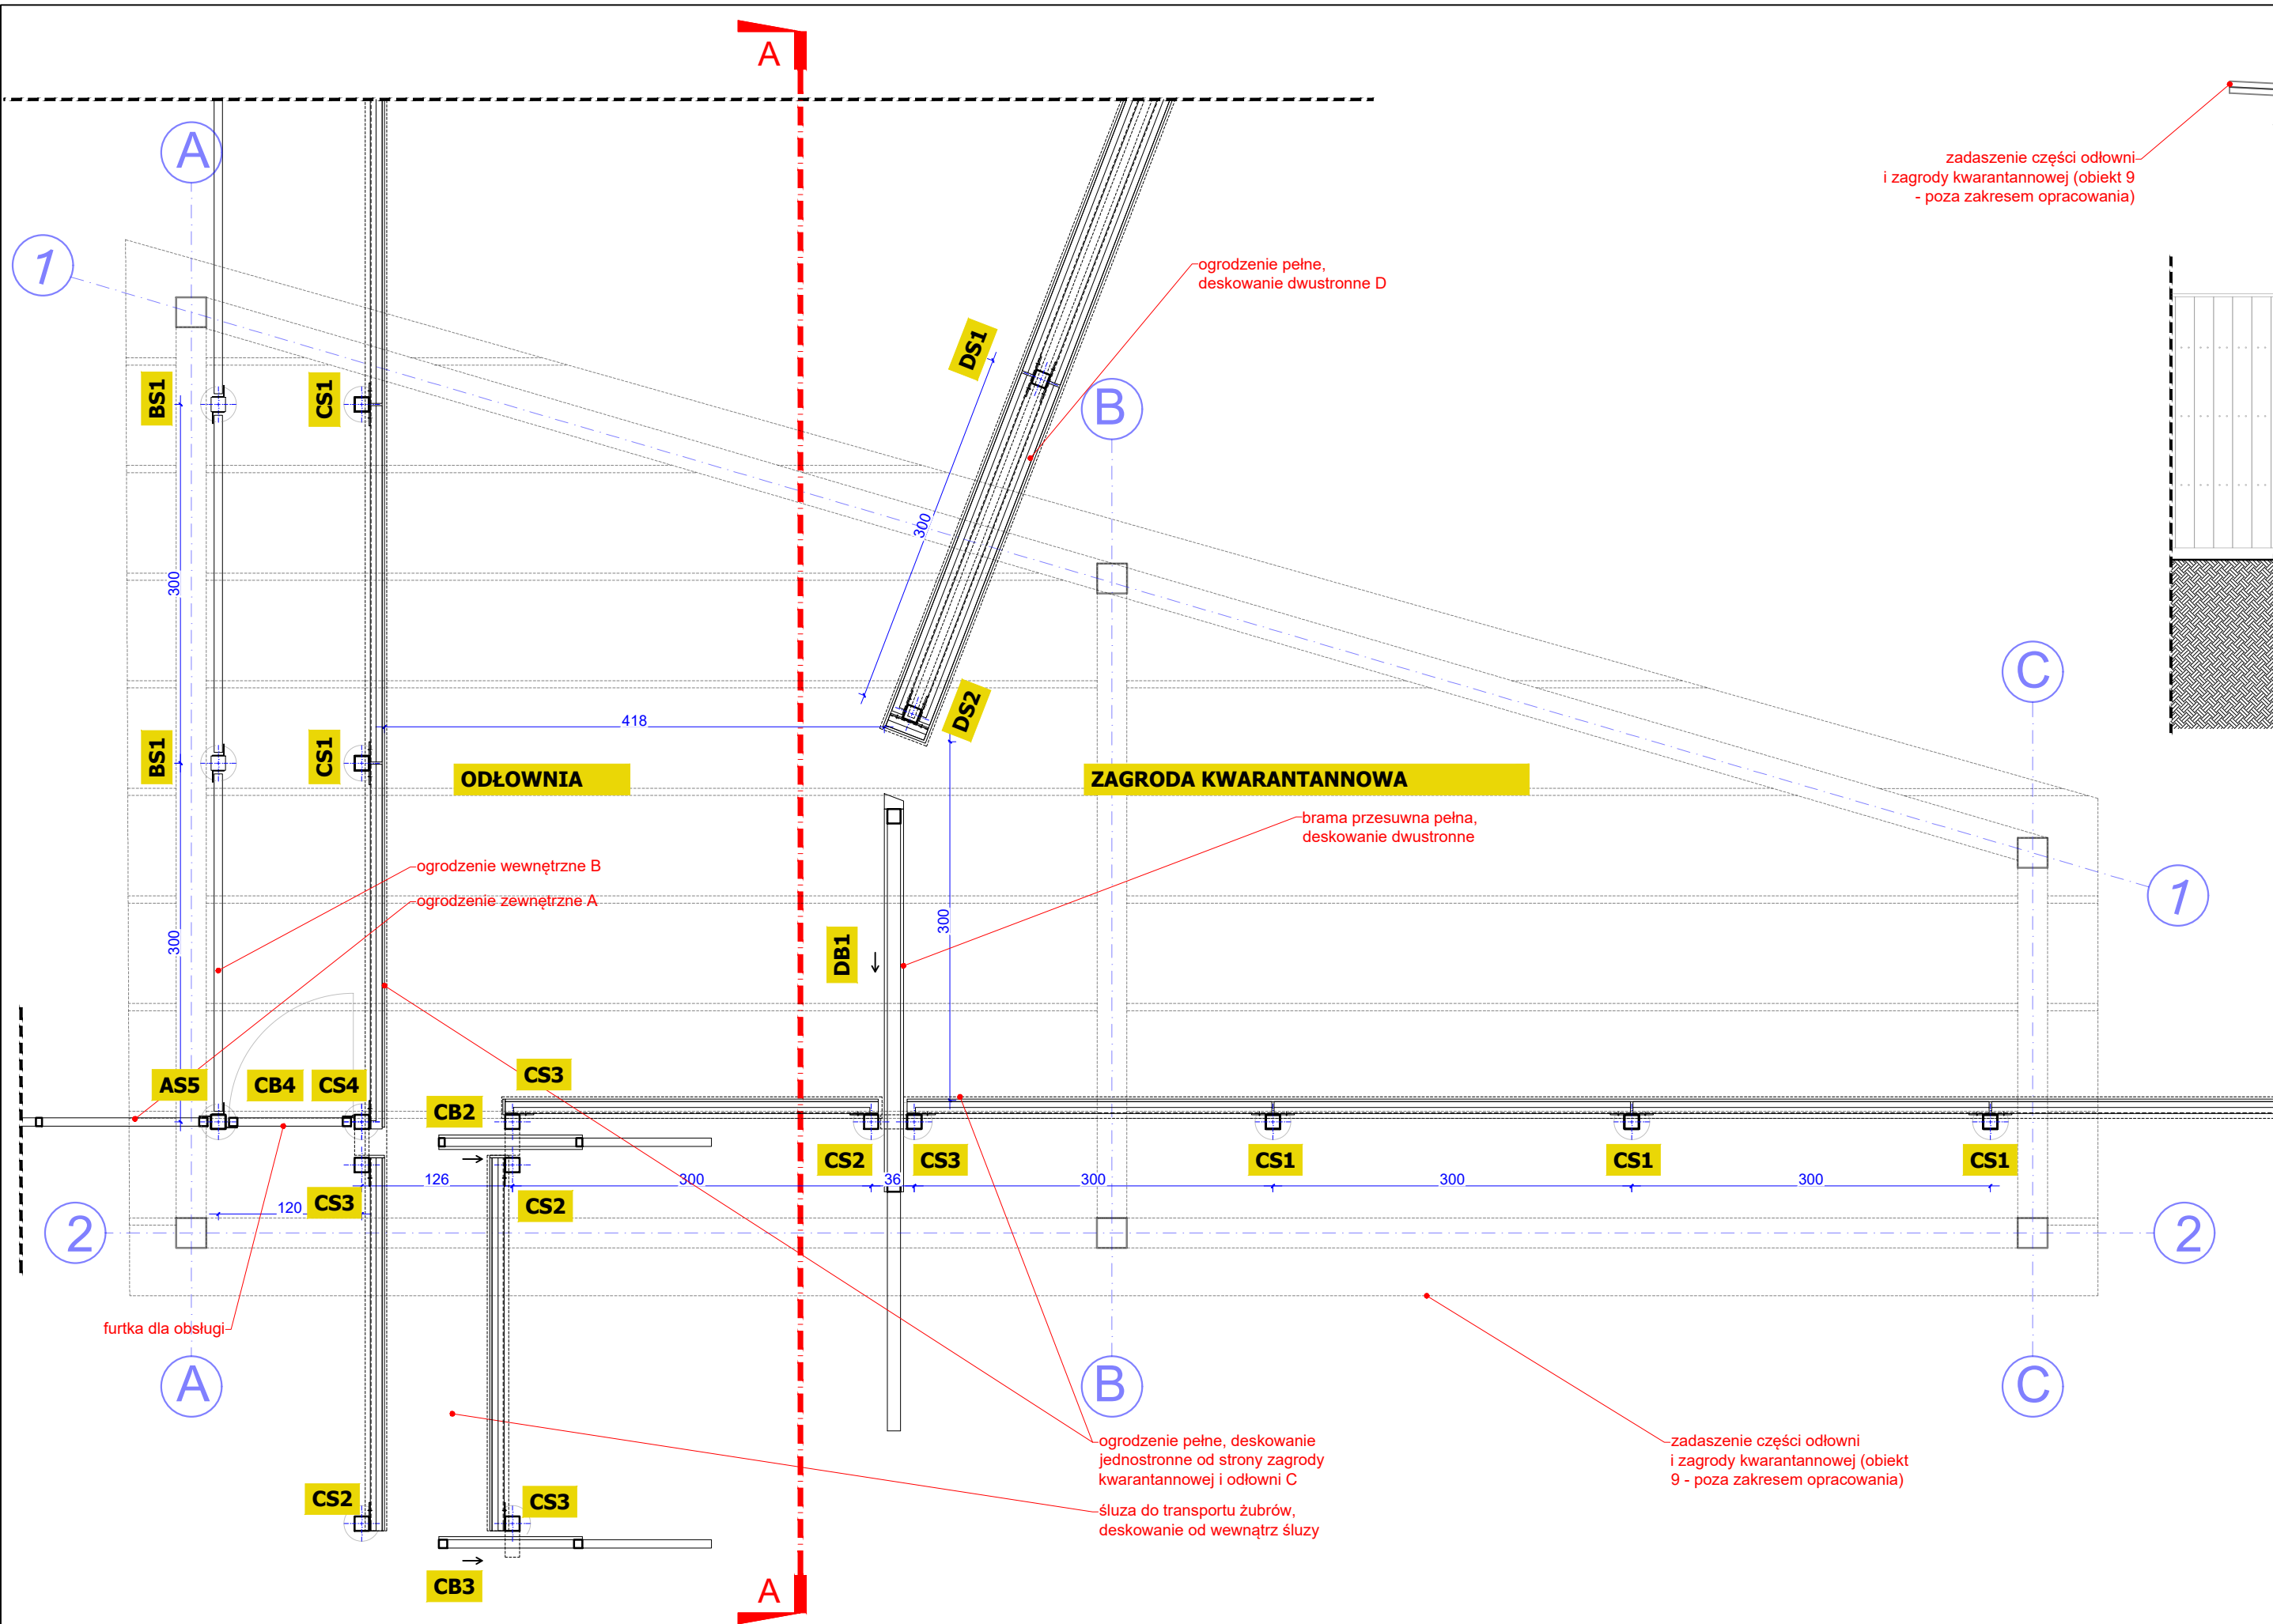 A
zadaszenie części odłowni
i zagrody kwarantannowej (obiekt 9
- poza zakresem opracowania)
A
1
ogrodzenie pełne,
deskowanie dwustronne D
DS1
BS1
CS1
B
300
300
C
DS2
418
BS1
CS1
ODŁOWNIA
ZAGRODA KWARANTANNOWA
brama przesuwna pełna,
deskowanie dwustronne
ogrodzenie wewnętrzne B
ogrodzenie zewnętrzne A
1
300
300
DB1
AS5
CB4
CS4
CS3
CB2
CS2
CS3
CS1
CS1
CS1
126
300
36
300
300
300
120
CS3
CS2
2
2
furtka dla obsługi
A
B
C
ogrodzenie pełne, deskowanie
jednostronne od strony zagrody
kwarantannowej i odłowni C
zadaszenie części odłowni
i zagrody kwarantannowej (obiekt
9 - poza zakresem opracowania)
CS2
CS3
śluza do transportu żubrów,
deskowanie od wewnątrz śluzy
CB3
A